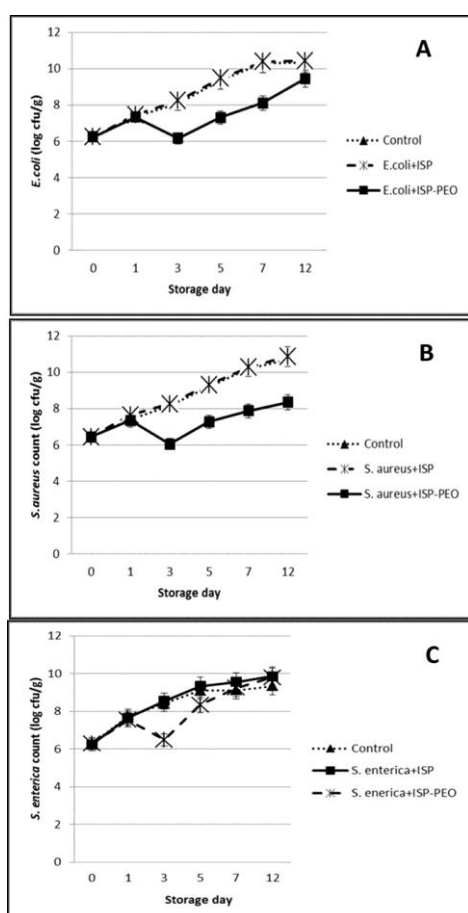 A
12
10
8
6
4
2
0
E.coli (log cfu/g)
0 1 3 5 7 12
Storage day
Control
E.coli+ISP
E.coli+ISP-PEO
B
12
10
8
6
4
2
0
S.aureus count (log cfu/g)
0 1 3 5 7 12
Storage day
Control
S. aureus+ISP
S. aureus+ISP-PEO
C
12
10
8
6
4
2
0
S. enterica count (log cfu/g)
0 1 3 5 7 12
Storage day
Control
S. enterica+ISP
S. enerica+ISP-PEO